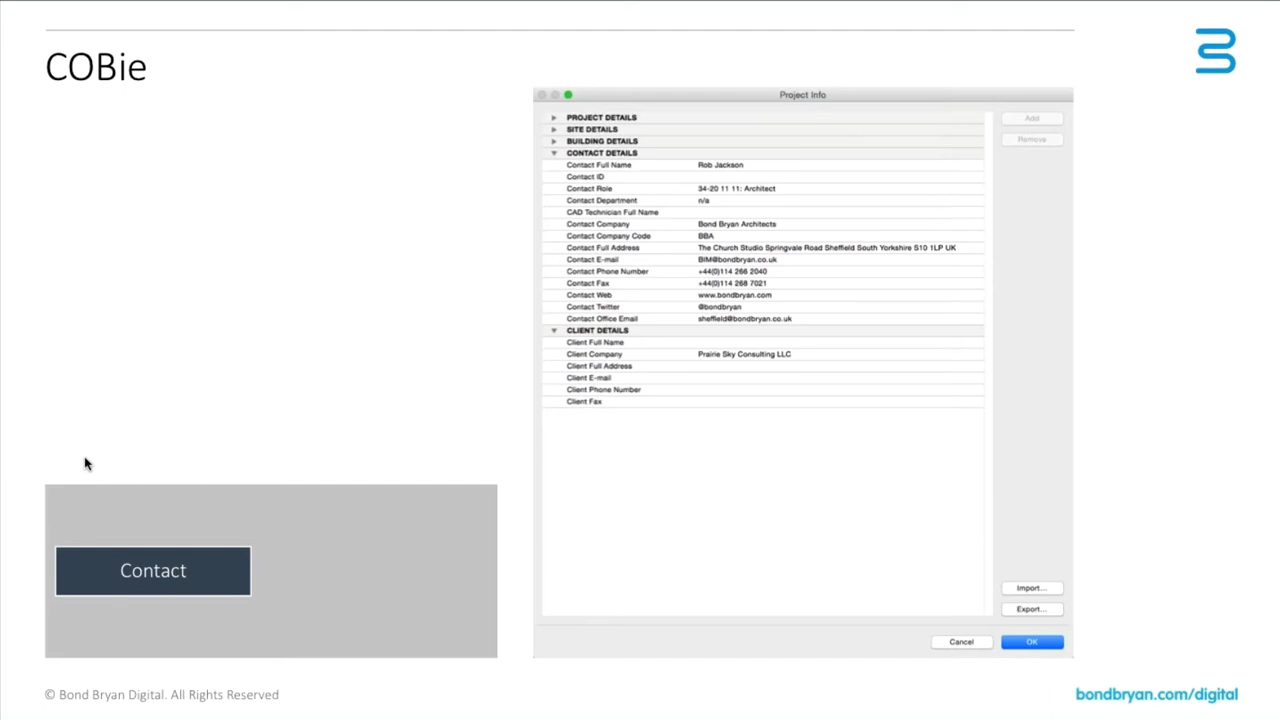 COBie
Project Info
PROJECT DETAILS
SITE DETAILS
BUILDING DETAILS
CONTACT DETAILS
Contact Full Name Rob Jackson
Contact ID
Contact Role 34-20 11 11: Architect
Contact Department n/a
CAD Technician Full Name
Contact Company Bond Bryan Architects
Contact Company Code BBA
Contact Full Address The Church Studio Springvale Road Sheffield South Yorkshire S10 1LP UK
Contact E-mail BIM@bondbryan.co.uk
Contact Phone Number +44(0)114 266 2040
Contact Fax +44(0)114 268 7021
Contact Web www.bondbryan.com
Contact Twitter @bondbryan
Contact Office Email sheffield@bondbryan.co.uk
CLIENT DETAILS
Client Full Name
Client Company Prairie Sky Consulting LLC
Client Full Address
Client E-mail
Client Phone Number
Client Fax
Add
Remove
Import...
Export...
Cancel OK
Contact
© Bond Bryan Digital. All Rights Reserved
bondbryan.com/digital